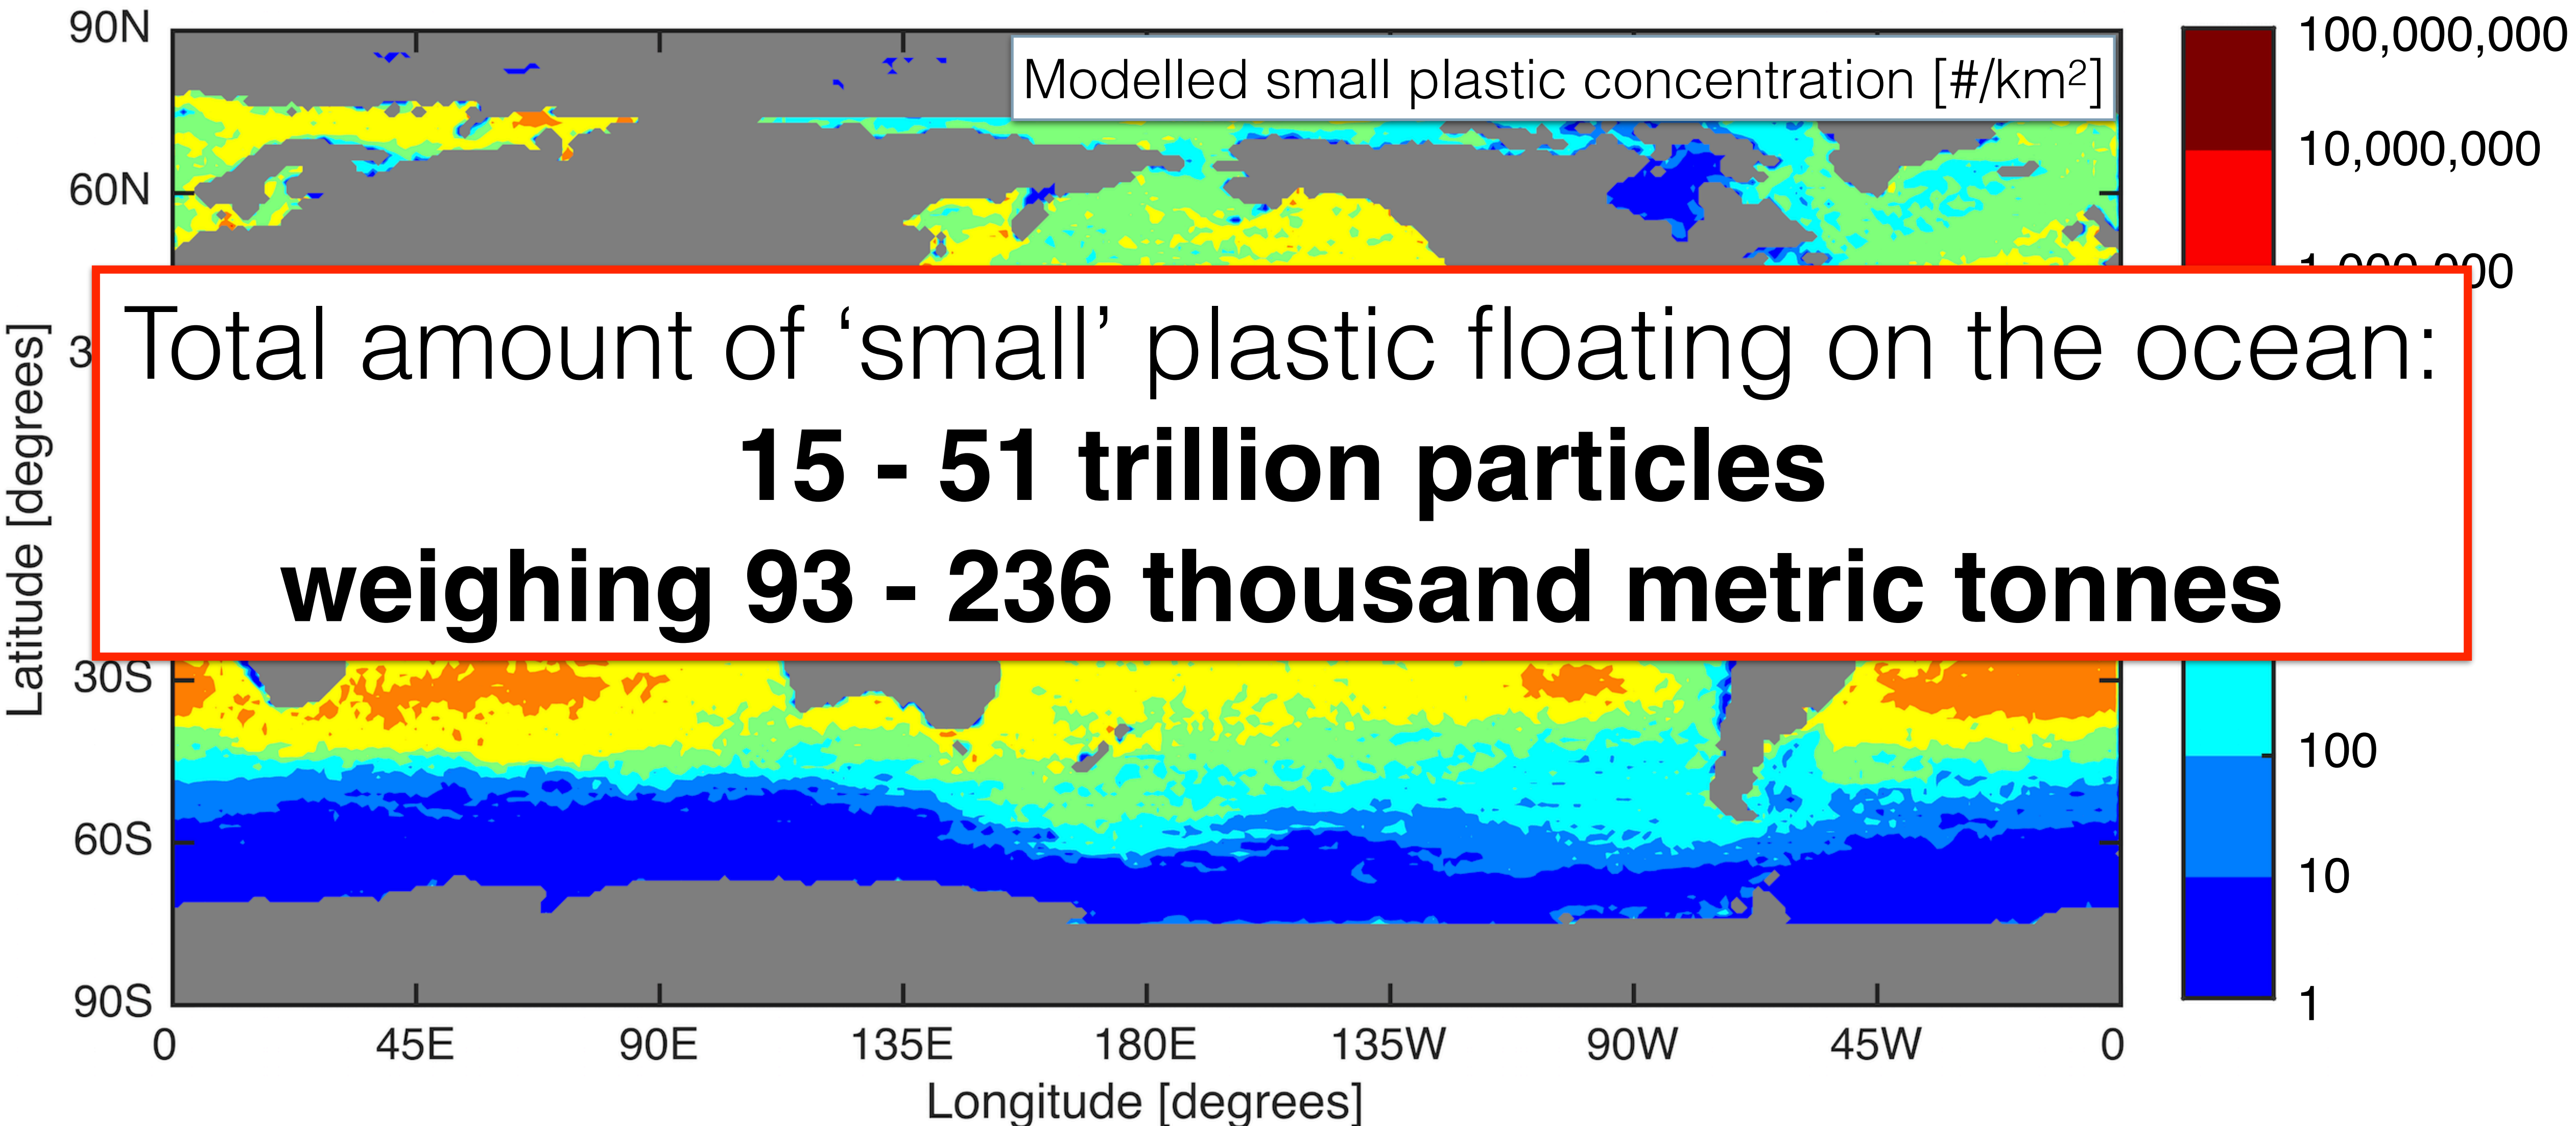 90N
Modelled small plastic concentration [#/km²]
100,000,000
10,000,000
60N
Latitude [degrees]
Total amount of ‘small’ plastic floating on the ocean:
15 - 51 trillion particles
weighing 93 - 236 thousand metric tonnes
30S
100
60S
10
90S
1
0 45E 90E 135E 180E 135W 90W 45W 0
Longitude [degrees]